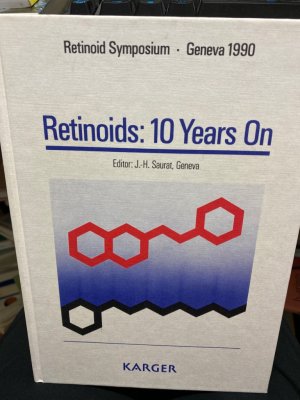 Retinoid Symposium · Geneva 1990
Retinoids: 10 Years On
Editor: J.-H. Saurat, Geneva
KARGER